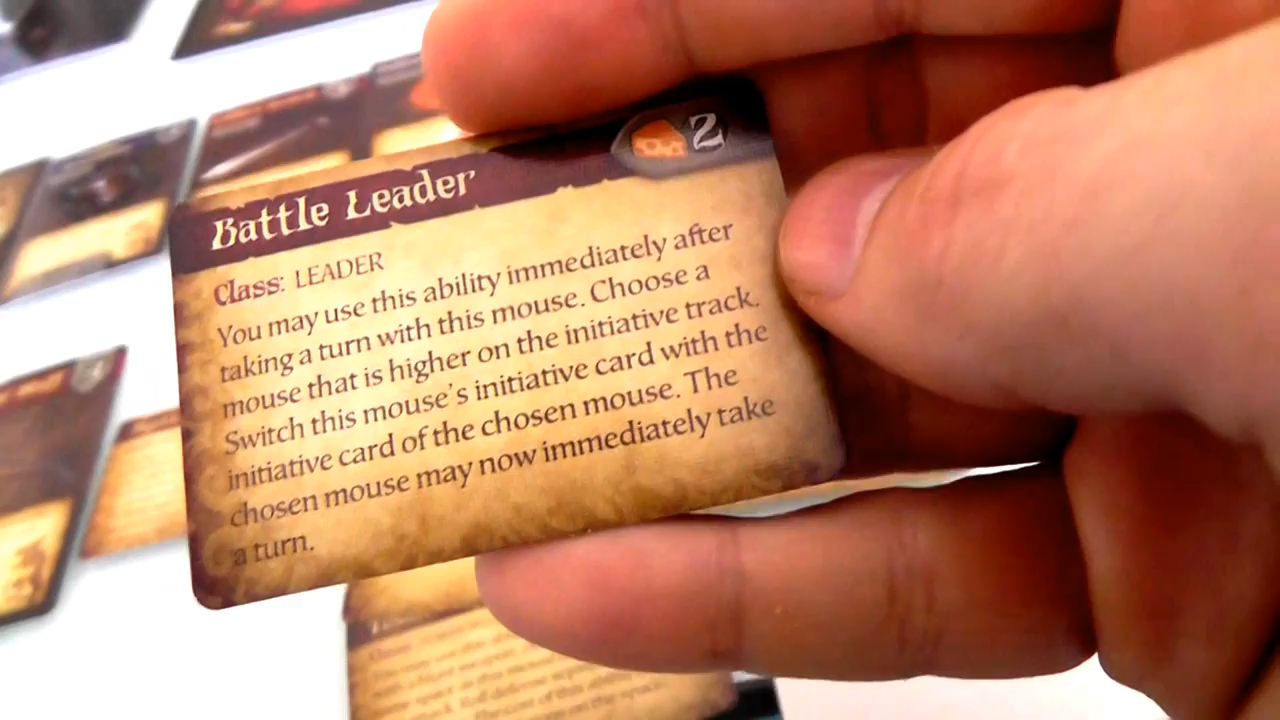 Battle Leader
2
Class: LEADER
You may use this ability immediately after
taking a turn with this mouse. Choose a
mouse that is higher on the initiative track.
Switch this mouse's initiative card with the
initiative card of the chosen mouse. The
chosen mouse may now immediately take
a turn.